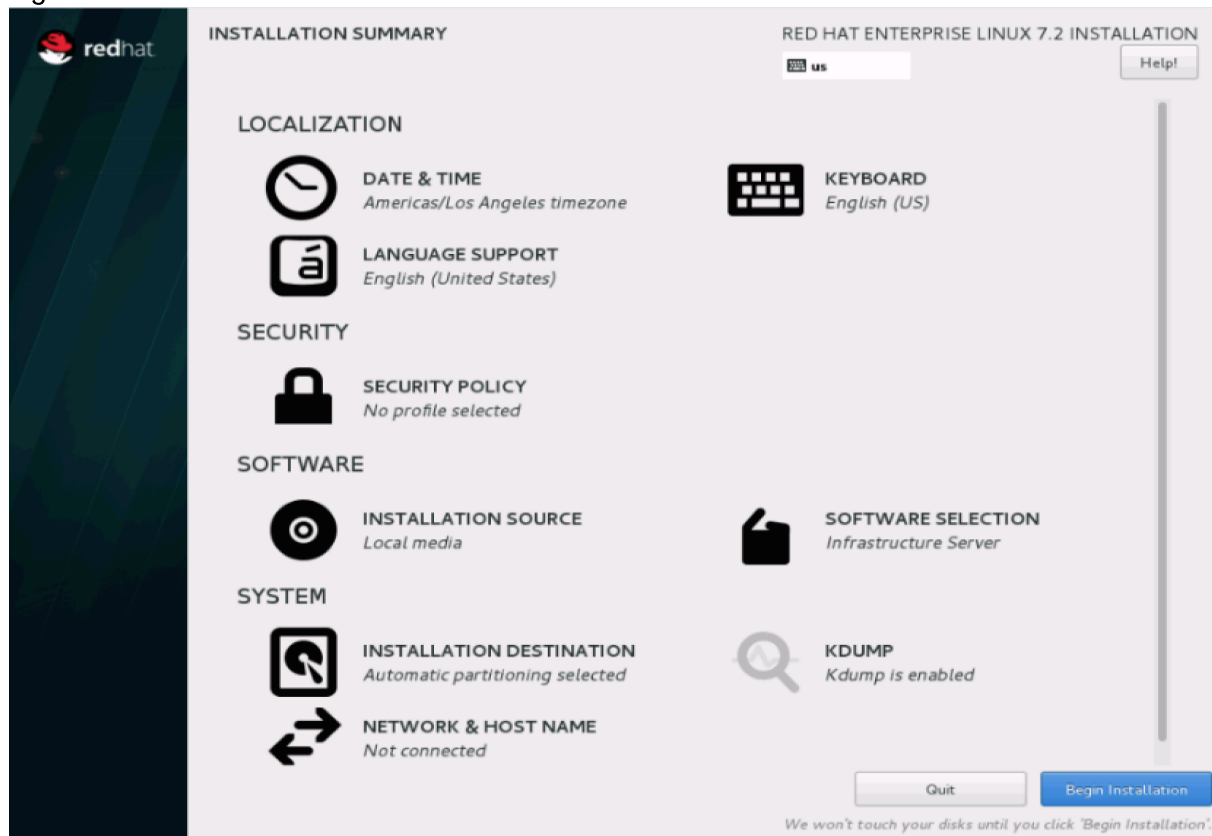 redhat
INSTALLATION SUMMARY
RED HAT ENTERPRISE LINUX 7.2 INSTALLATION
us
Help!
LOCALIZATION
DATE & TIME
Americas/Los Angeles timezone
KEYBOARD
English (US)
á
LANGUAGE SUPPORT
English (United States)
SECURITY
SECURITY POLICY
No profile selected
SOFTWARE
INSTALLATION SOURCE
Local media
SOFTWARE SELECTION
Infrastructure Server
SYSTEM
INSTALLATION DESTINATION
Automatic partitioning selected
KDUMP
Kdump is enabled
NETWORK & HOST NAME
Not connected
Quit
Begin Installation
We won't touch your disks until you click 'Begin Installation'.